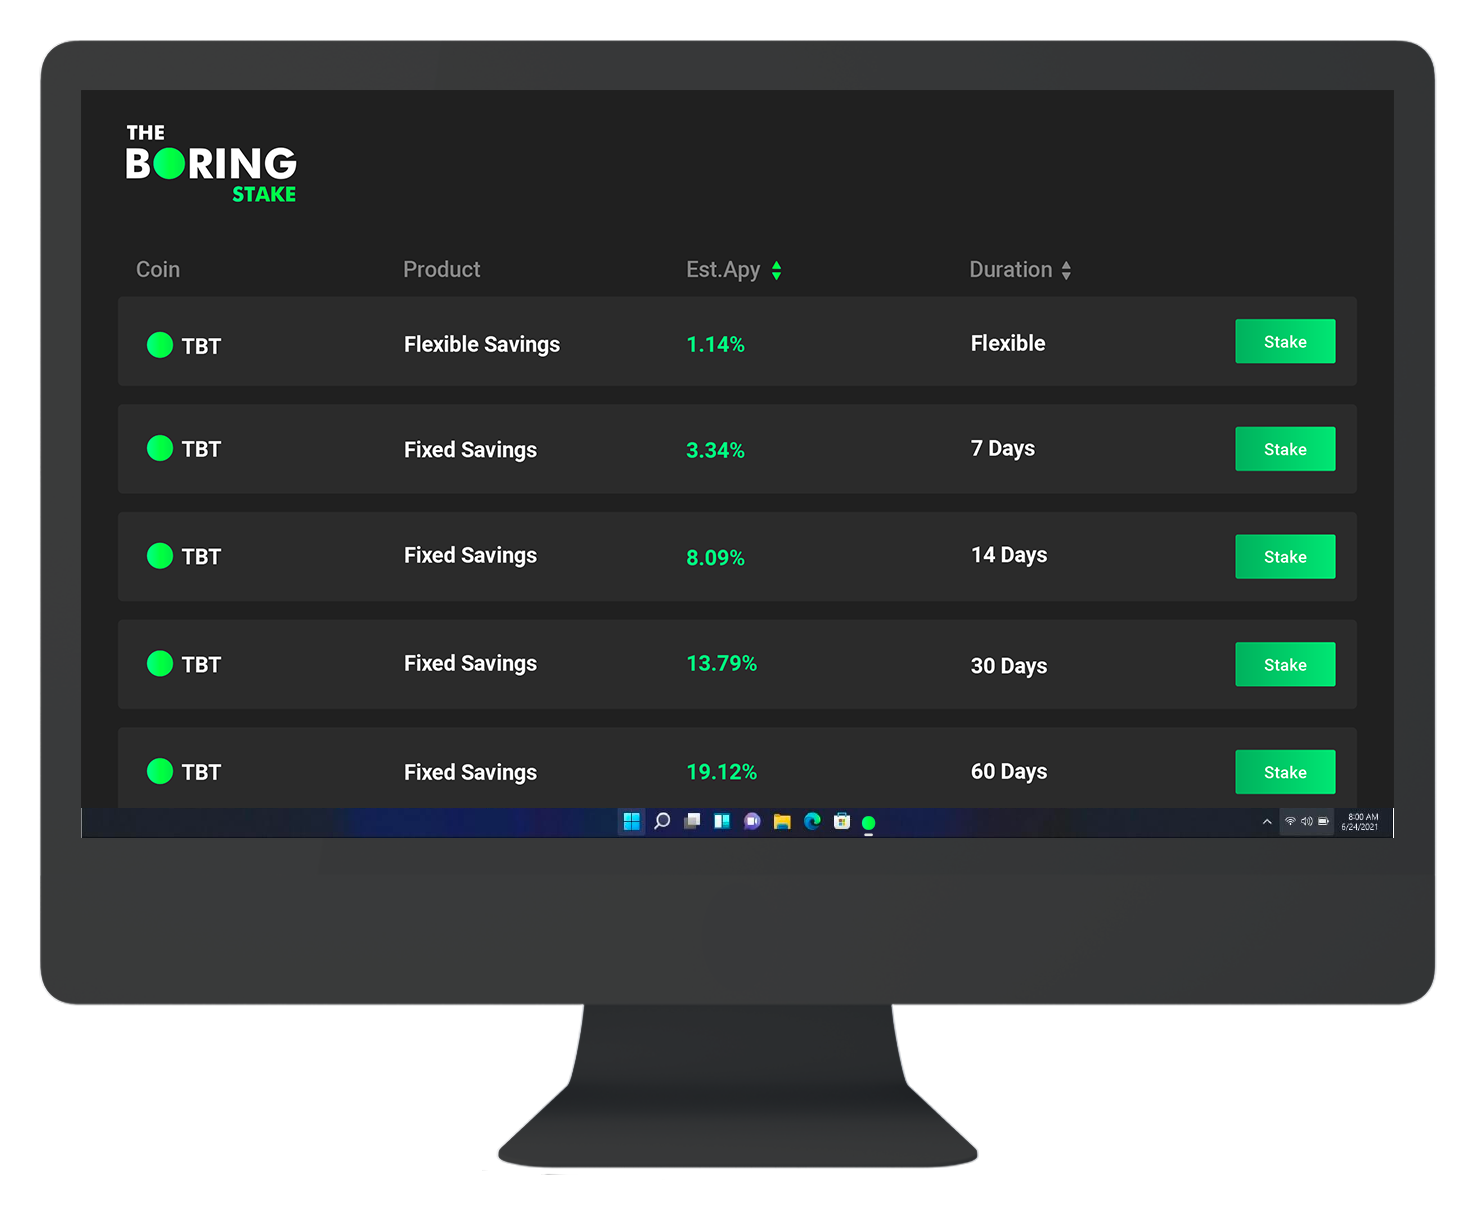 THE
BORING
STAKE
Coin Product Est.Apy Duration
TBT Flexible Savings 1.14% Flexible Stake
TBT Fixed Savings 3.34% 7 Days Stake
TBT Fixed Savings 8.09% 14 Days Stake
TBT Fixed Savings 13.79% 30 Days Stake
TBT Fixed Savings 19.12% 60 Days Stake
8:00 AM
6/24/2021